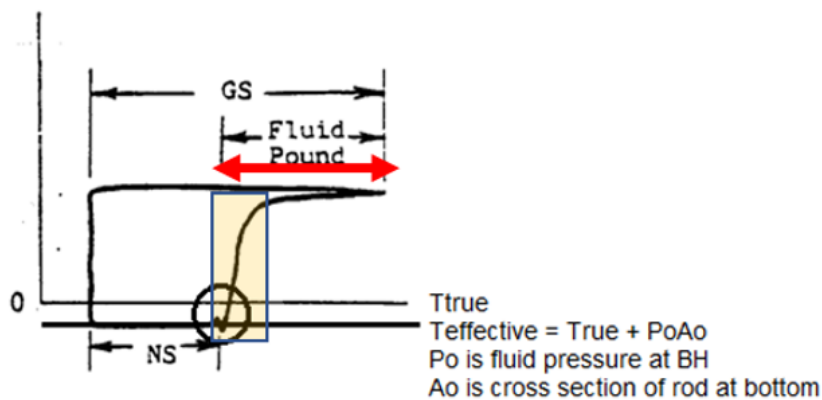 GS
Fluid
Pound
0
Ttrue
Teffective = True + PoAo
NS
Po is fluid pressure at BH
Ao is cross section of rod at bottom